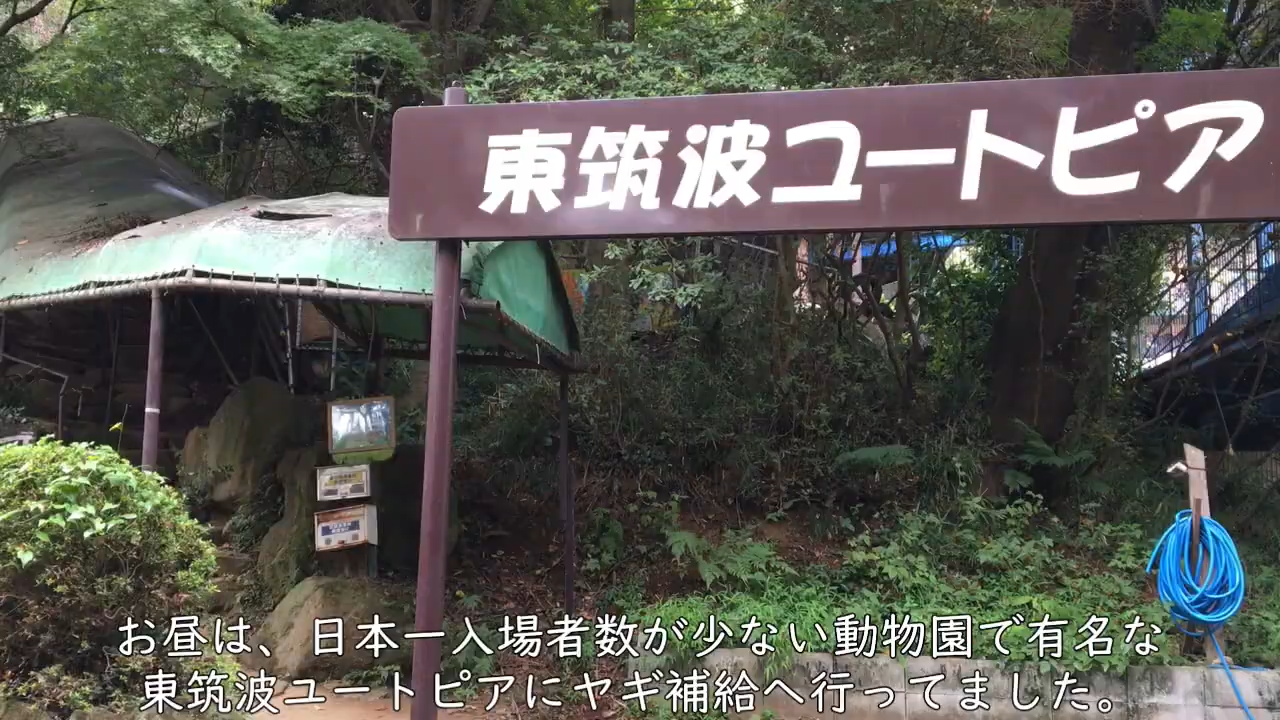 東筑波ユートピア
お昼は、日本一入場者数が少ない動物園で有名な
東筑波ユートピアにヤギ補給へ行ってました。